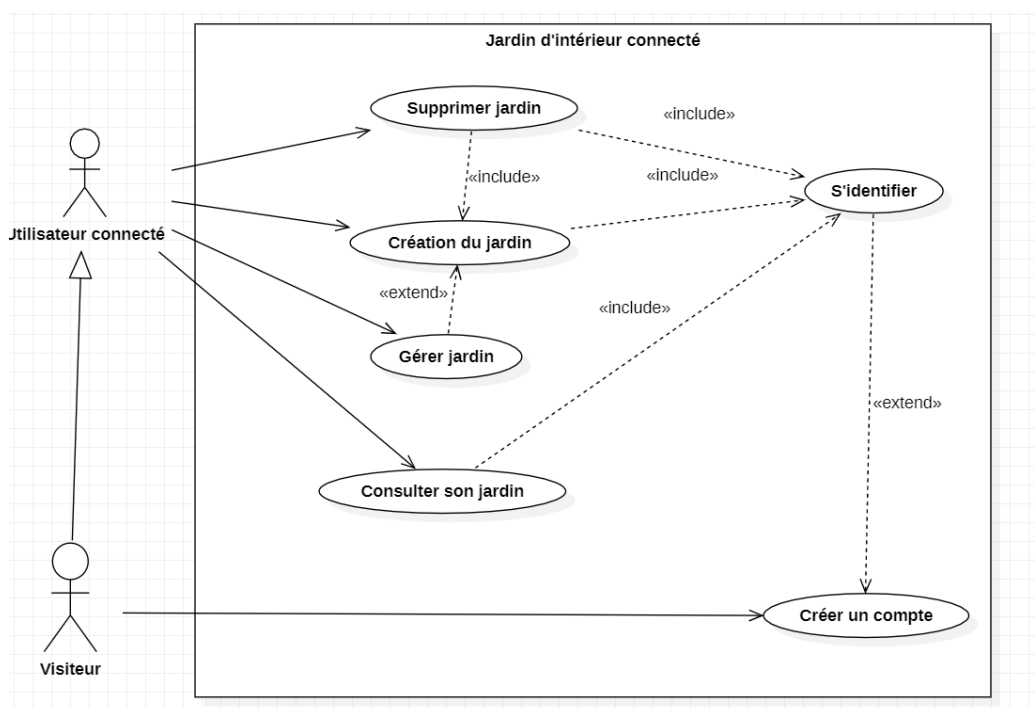 Jardin d'intérieur connecté
Supprimer jardin
«include»
«include»
«include»
S'identifier
Utilisateur connecté
Création du jardin
«extend»
«include»
Gérer jardin
«extend»
Consulter son jardin
Créer un compte
Visiteur